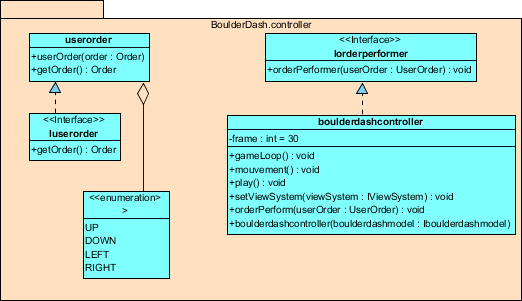 BoulderDash.controller
userorder
+userOrder(order : Order)
+getOrder() : Order
<<Interface>>
Iuserorder
+getOrder() : Order
<<enumeration>
>
UP
DOWN
LEFT
RIGHT
<<Interface>>
Iorderperformer
+orderPerformer(userOrder : UserOrder) : void
boulderdashcontroller
-frame : int = 30
+gameLoop() : void
+mouvement() : void
+play() : void
+setViewSystem(viewSystem : IViewSystem) : void
+orderPerform(userOrder : UserOrder) : void
+boulderdashcontroller(boulderdashmodel : Iboulderdashmodel)